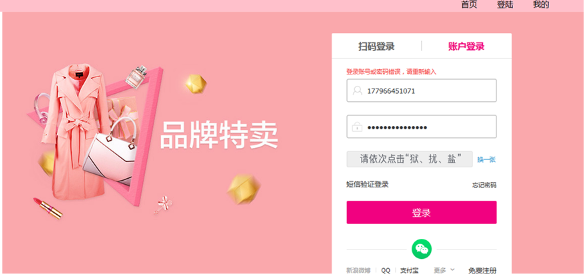 首页 登陆 我的
扫码登录 账户登录
登录账号或密码错误，请重新输入
177966451071
品牌特卖
请依次点击"狱、扰、盐" 换一张
短信验证登录 忘记密码
登录
新浪微博 QQ 支付宝 更多 免费注册